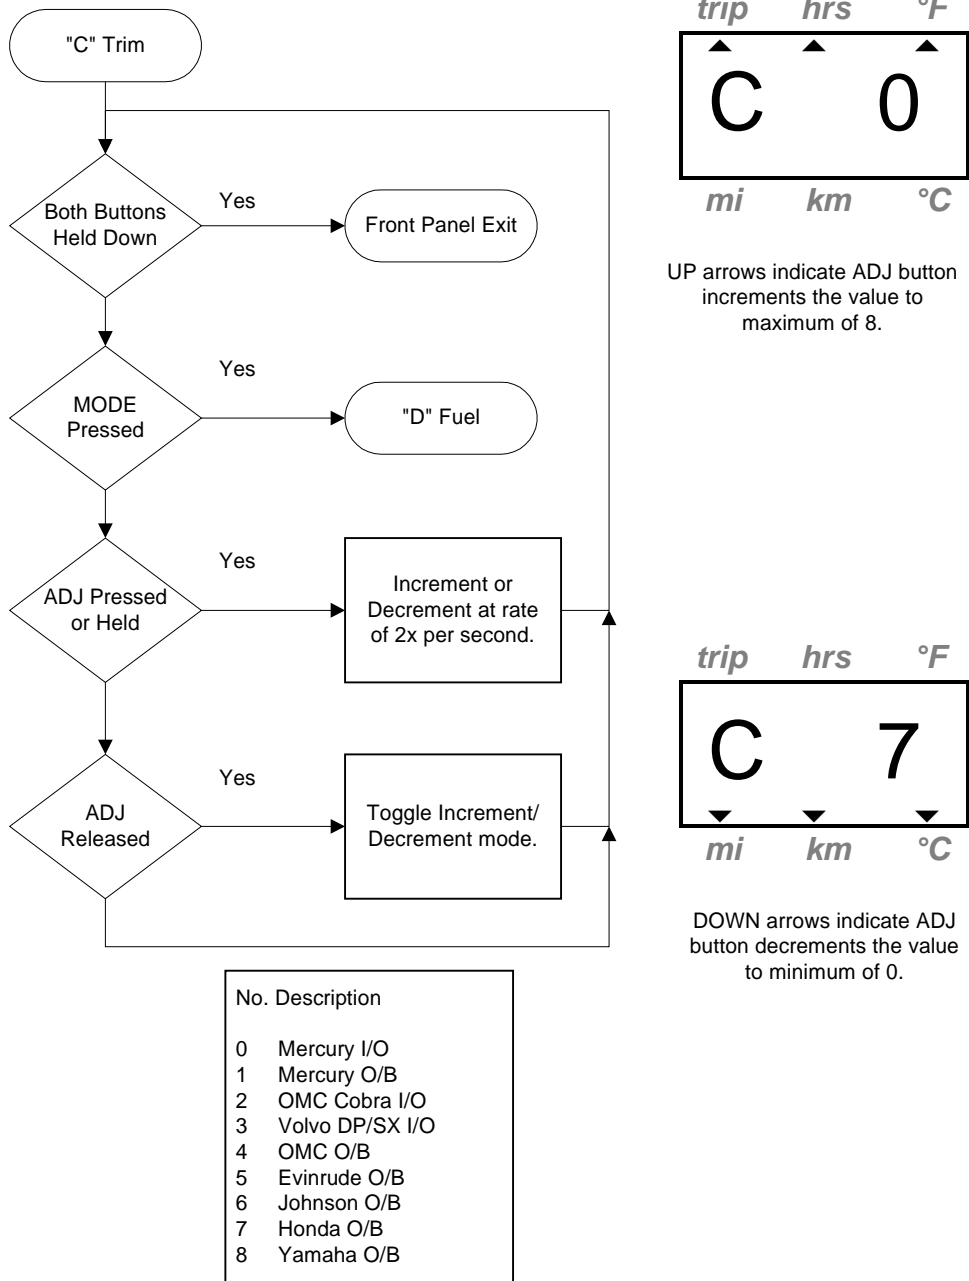 "C" Trim
Both Buttons
Held Down
Yes
Front Panel Exit
MODE
Pressed
Yes
"D" Fuel
ADJ Pressed
or Held
Yes
Increment or
Decrement at rate
of 2x per second.
ADJ
Released
Yes
Toggle Increment/
Decrement mode.
trip hrs °F
C 0
mi km °C
UP arrows indicate ADJ button
increments the value to
maximum of 8.
trip hrs °F
C 7
mi km °C
DOWN arrows indicate ADJ
button decrements the value
to minimum of 0.
No. Description
0 Mercury I/O
1 Mercury O/B
2 OMC Cobra I/O
3 Volvo DP/SX I/O
4 OMC O/B
5 Evinrude O/B
6 Johnson O/B
7 Honda O/B
8 Yamaha O/B